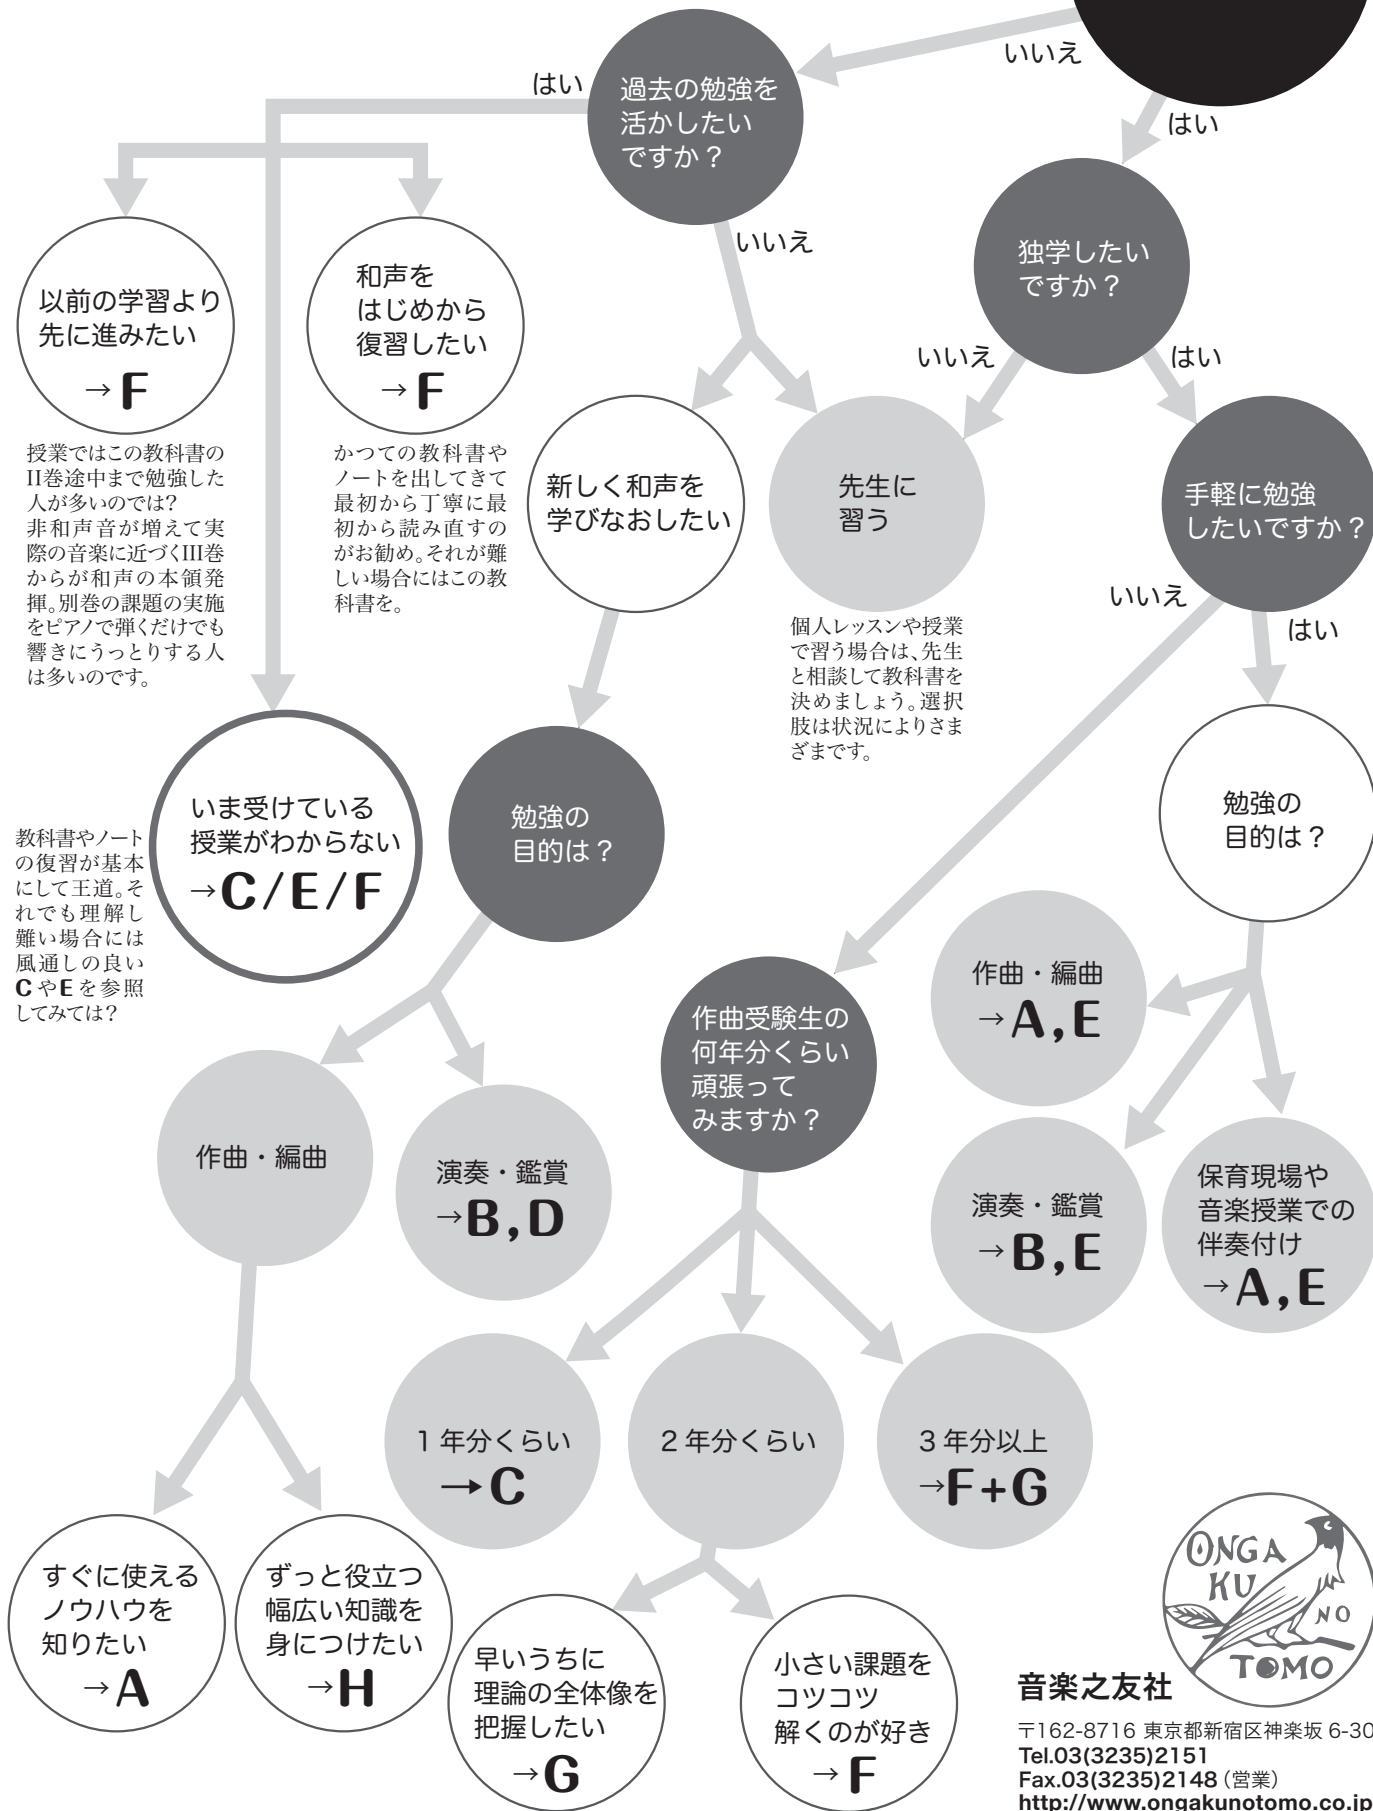 いいえ
はい
はい
過去の勉強を
活かしたい
ですか？
いいえ
独学したい
ですか？
いいえ
はい
以前の学習より
先に進みたい
→F
和声を
はじめから
復習したい
→F
授業ではこの教科書の
II巻途中まで勉強した
人が多いのでは？
非和声音が増えて実
際の音楽に近づくIII巻
からが和声の本領発
揮。別巻の課題の実施
をピアノで弾くだけでも
響きにうっとりする人
は多いのです。
かつての教科書や
ノートを出してきて
最初から丁寧に最
初から読み直すの
がお勧め。それが難
しい場合にはこの教
科書を。
新しく和声を
学びなおしたい
先生に
習う
個人レッスンや授業
で習う場合は、先生
と相談して教科書を
決めましょう。選択
肢は状況によりさま
ざまです。
手軽に勉強
したいですか？
いいえ
はい
いま受けている
授業がわからない
→C/E/F
教科書やノート
の復習が基本
にして王道。そ
れでも理解し
難い場合には
風通しの良い
CやEを参照
してみては？
勉強の
目的は？
勉強の
目的は？
作曲・編曲
→A,E
作曲受験生の
何年分くらい
頑張って
みますか？
作曲・編曲
演奏・鑑賞
→B,D
演奏・鑑賞
→B,E
保育現場や
音楽授業での
伴奏付け
→A,E
1年分くらい
→C
2年分くらい
3年分以上
→F+G
すぐに使える
ノウハウを
知りたい
→A
ずっと役立つ
幅広い知識を
身につけたい
→H
早いうちに
理論の全体像を
把握したい
→G
小さい課題を
コツコツ
解くのが好き
→F
ONGA
KU
NO
TOMO
音楽之友社
〒162-8716 東京都新宿区神楽坂 6-30
Tel.03(3235)2151
Fax.03(3235)2148（営業）
http://www.ongakunotomo.co.jp